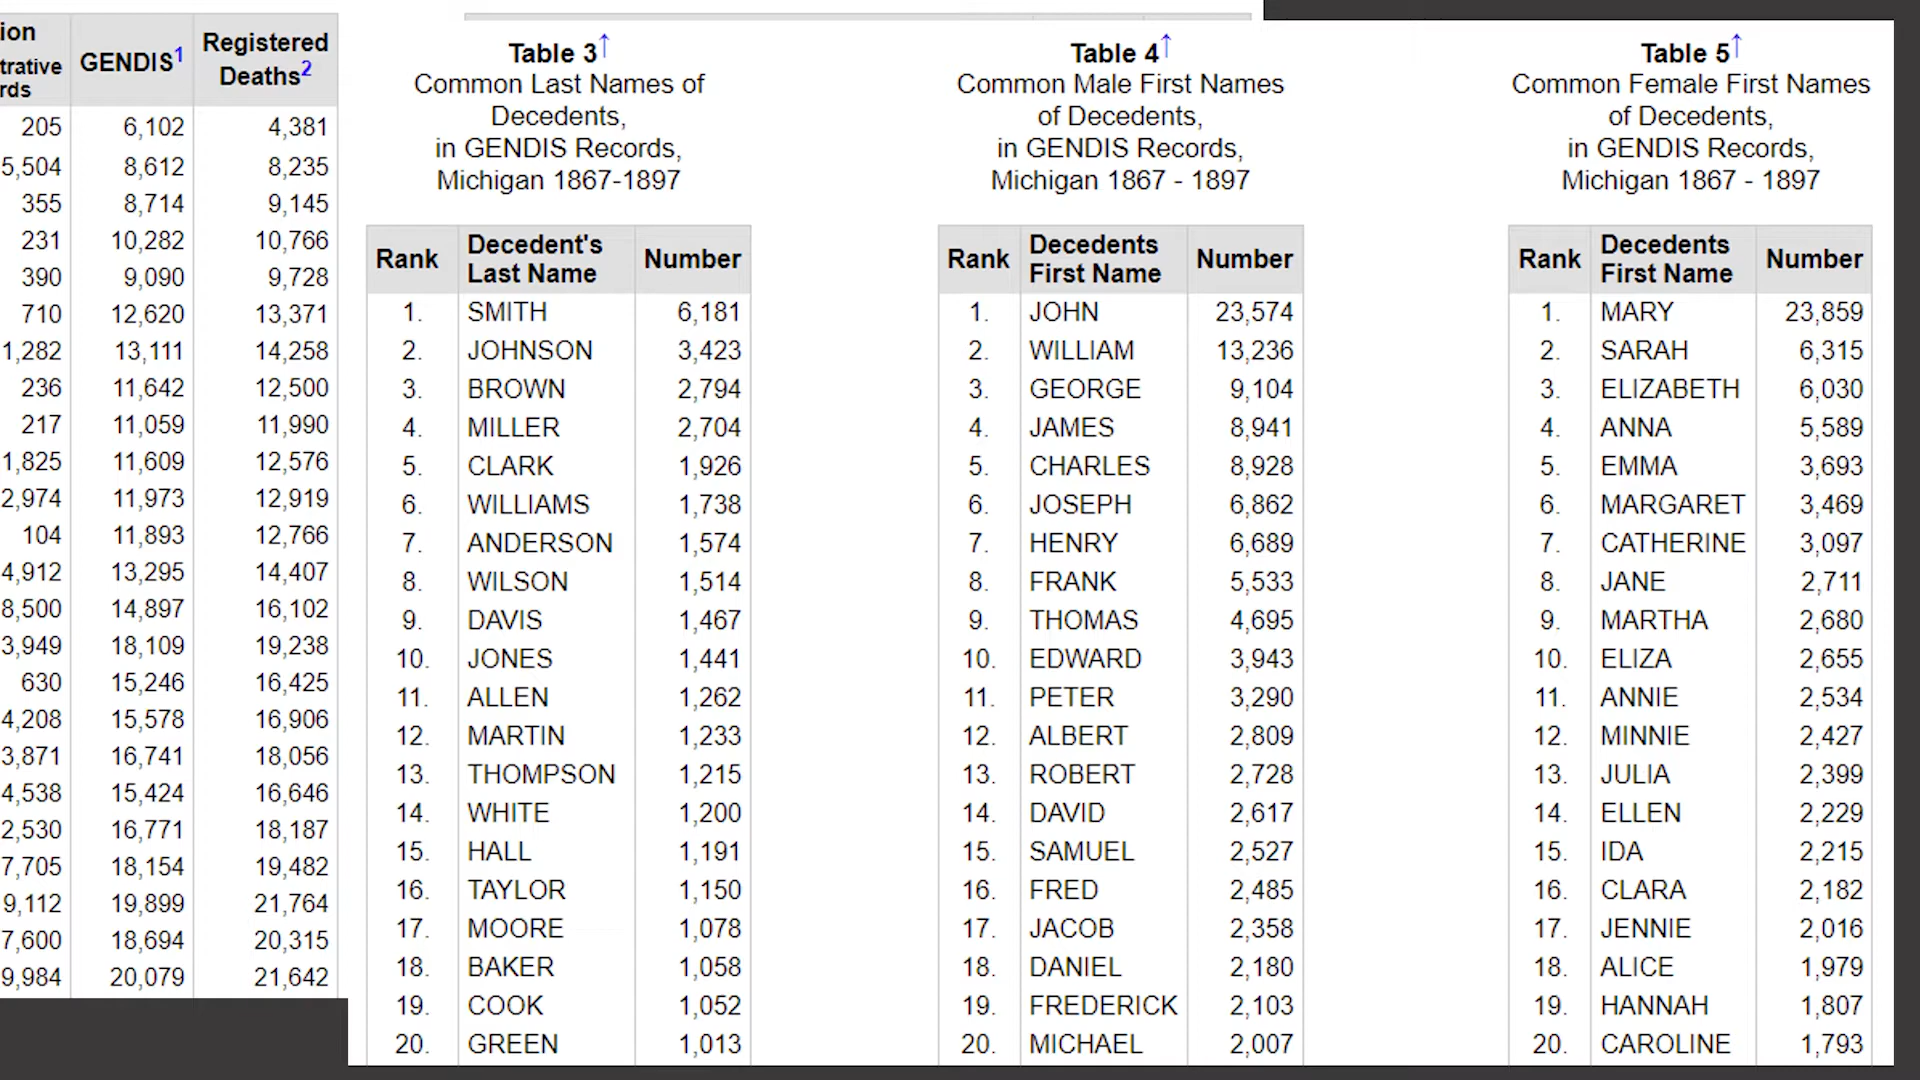 ion
trative
rds
GENDIS1
Registered
Deaths2
205 6,102 4,381
5,504 8,612 8,235
355 8,714 9,145
231 10,282 10,766
390 9,090 9,728
710 12,620 13,371
1,282 13,111 14,258
236 11,642 12,500
217 11,059 11,990
1,825 11,609 12,576
2,974 11,973 12,919
104 11,893 12,766
4,912 13,295 14,407
8,500 14,897 16,102
3,949 18,109 19,238
630 15,246 16,425
4,208 15,578 16,906
3,871 16,741 18,056
4,538 15,424 16,646
2,530 16,771 18,187
7,705 18,154 19,482
9,112 19,899 21,764
7,600 18,694 20,315
9,984 20,079 21,642
Table 3↑
Common Last Names of
Decedents,
in GENDIS Records,
Michigan 1867-1897
Rank Decedent's Last Name Number
1. SMITH 6,181
2. JOHNSON 3,423
3. BROWN 2,794
4. MILLER 2,704
5. CLARK 1,926
6. WILLIAMS 1,738
7. ANDERSON 1,574
8. WILSON 1,514
9. DAVIS 1,467
10. JONES 1,441
11. ALLEN 1,262
12. MARTIN 1,233
13. THOMPSON 1,215
14. WHITE 1,200
15. HALL 1,191
16. TAYLOR 1,150
17. MOORE 1,078
18. BAKER 1,058
19. COOK 1,052
20. GREEN 1,013
Table 4↑
Common Male First Names
of Decedents,
in GENDIS Records,
Michigan 1867 - 1897
Rank Decedents First Name Number
1. JOHN 23,574
2. WILLIAM 13,236
3. GEORGE 9,104
4. JAMES 8,941
5. CHARLES 8,928
6. JOSEPH 6,862
7. HENRY 6,689
8. FRANK 5,533
9. THOMAS 4,695
10. EDWARD 3,943
11. PETER 3,290
12. ALBERT 2,809
13. ROBERT 2,728
14. DAVID 2,617
15. SAMUEL 2,527
16. FRED 2,485
17. JACOB 2,358
18. DANIEL 2,180
19. FREDERICK 2,103
20. MICHAEL 2,007
Table 5↑
Common Female First Names
of Decedents,
in GENDIS Records,
Michigan 1867 - 1897
Rank Decedents First Name Number
1. MARY 23,859
2. SARAH 6,315
3. ELIZABETH 6,030
4. ANNA 5,589
5. EMMA 3,693
6. MARGARET 3,469
7. CATHERINE 3,097
8. JANE 2,711
9. MARTHA 2,680
10. ELIZA 2,655
11. ANNIE 2,534
12. MINNIE 2,427
13. JULIA 2,399
14. ELLEN 2,229
15. IDA 2,215
16. CLARA 2,182
17. JENNIE 2,016
18. ALICE 1,979
19. HANNAH 1,807
20. CAROLINE 1,793